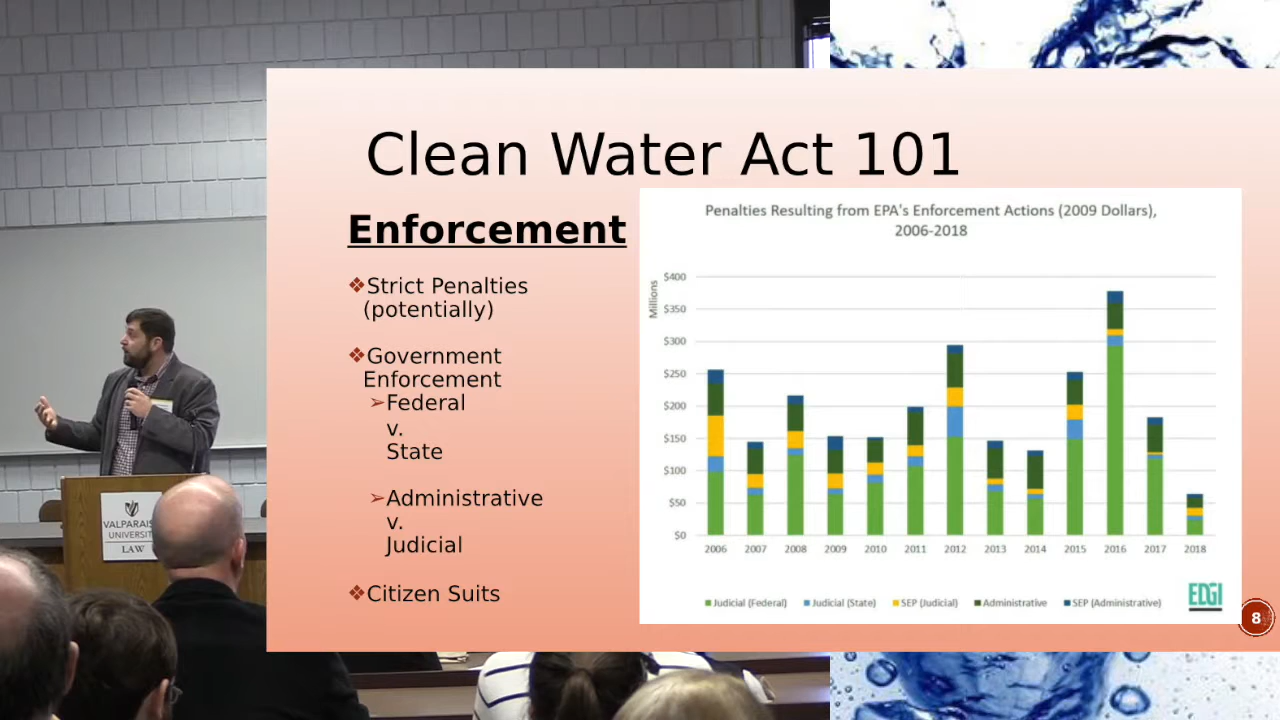 Clean Water Act 101
Enforcement
❖Strict Penalties
(potentially)
❖Government
Enforcement
➢Federal
v.
State
➢Administrative
v.
Judicial
❖Citizen Suits
Penalties Resulting from EPA's Enforcement Actions (2009 Dollars),
2006-2018
Millions
$400
$350
$300
$250
$200
$150
$100
$50
$0
2006 2007 2008 2009 2010 2011 2012 2013 2014 2015 2016 2017 2018
Judicial (Federal) Judicial (State) SEP (Judicial) Administrative SEP (Administrative)
EDGI
8
VALPARAIS
UNIVERSIT
LAW